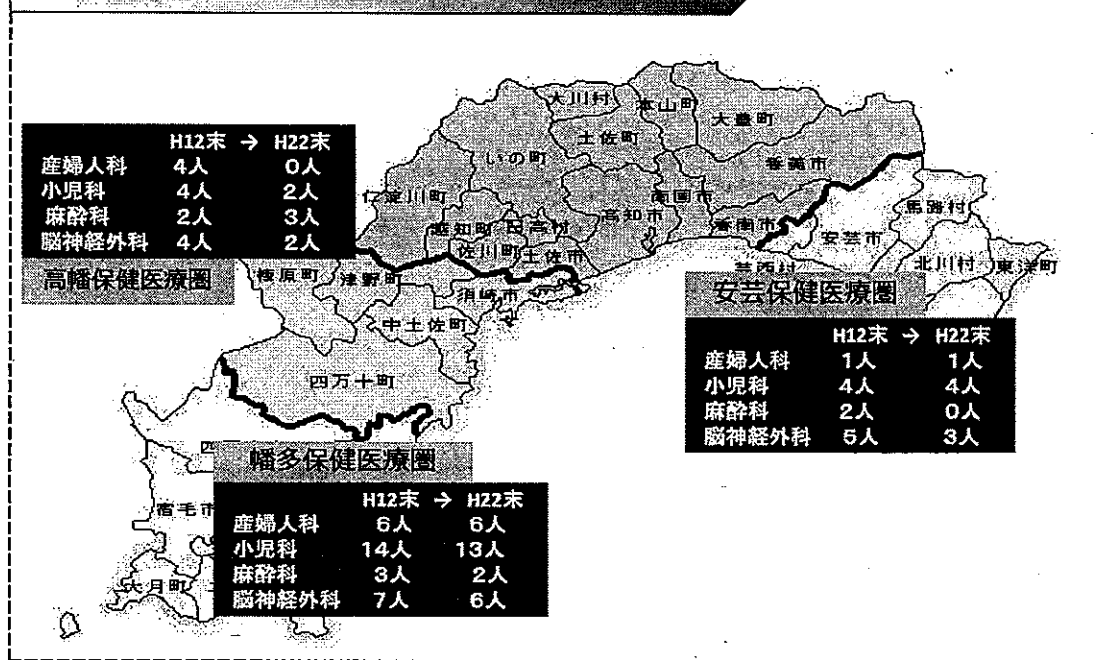 大川村
本山町
大豊町
土佐町
いの町
香美市
仁淀川町
南国市
高知市
越知町
日高村
香南市
佐川町
土佐市
馬路村
安芸市
北川村
東洋町
芸西村
梼原町
津野町
須崎市
中土佐町
四万十町
宿毛市
大月町
H12末 → H22末
産婦人科 4人 0人
小児科 4人 2人
麻酔科 2人 3人
脳神経外科 4人 2人
高幡保健医療圏
安芸保健医療圏
H12末 → H22末
産婦人科 1人 1人
小児科 4人 4人
麻酔科 2人 0人
脳神経外科 5人 3人
幡多保健医療圏
H12末 → H22末
産婦人科 6人 6人
小児科 14人 13人
麻酔科 3人 2人
脳神経外科 7人 6人